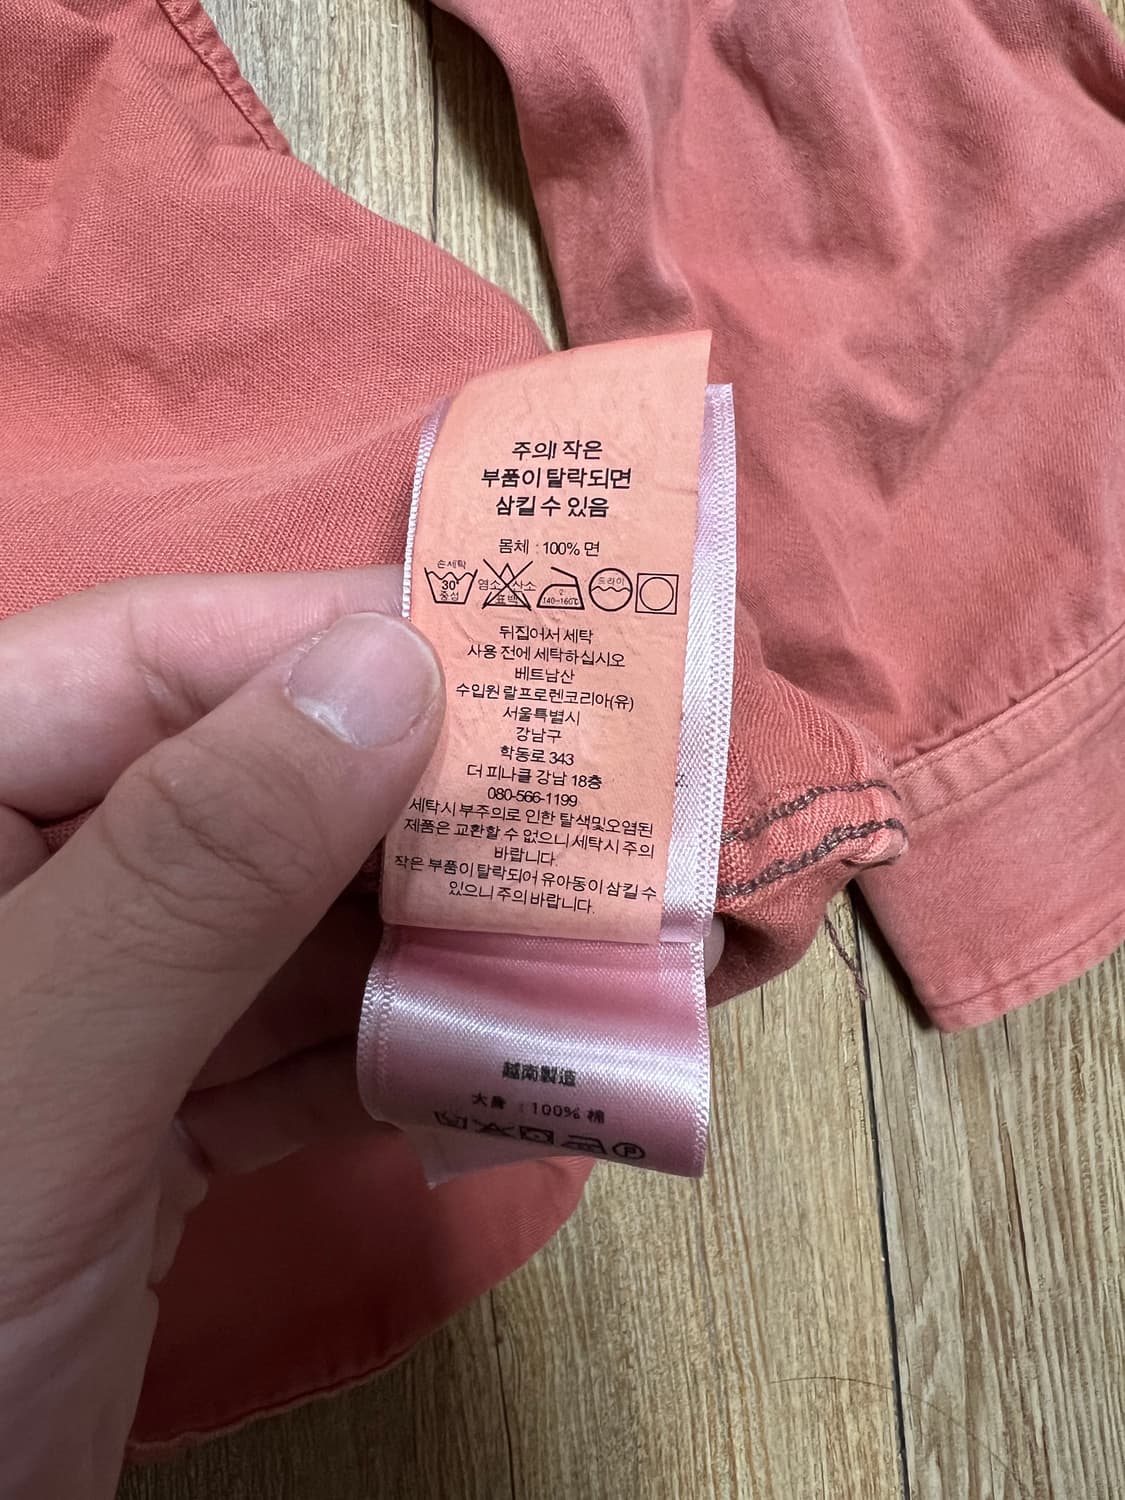 주의! 작은
부품이 탈락되면
삼킬 수 있음
몸체 : 100% 면
손세탁
30°
중성
염소 산소
표백
2
140~160℃
드라이
뒤집어서 세탁
사용 전에 세탁하십시오
베트남산
수입원 랄프로렌코리아(유)
서울특별시
강남구
학동로 343
더 피나클 강남 18층
080-566-1199
세탁시 부주의로 인한 탈색및오염된
제품은 교환할 수 없으니 세탁시 주의
바랍니다.
작은 부품이 탈락되어 유아동이 삼킬 수
있으니 주의 바랍니다.
越南製造
大身 : 100% 棉
P